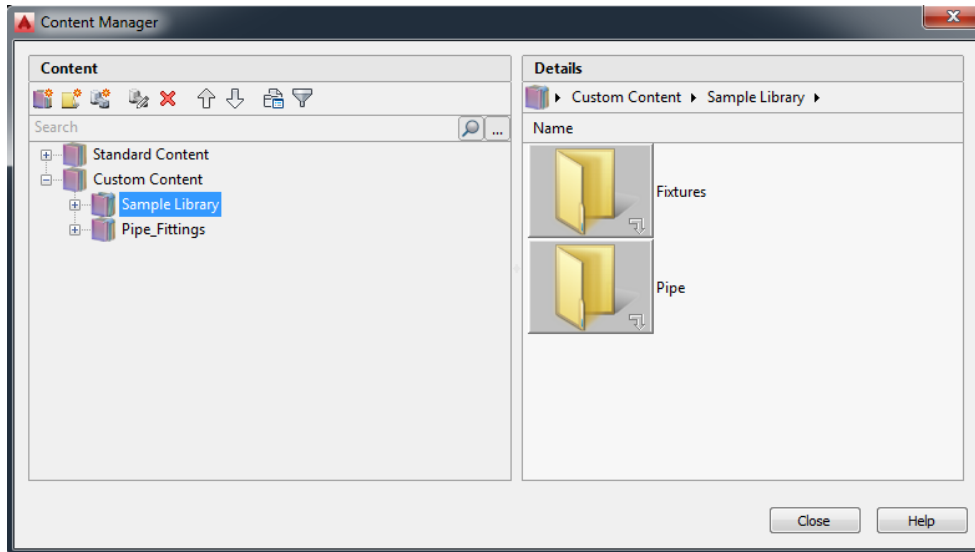 Content Manager
Content
Search
...
Standard Content
Custom Content
Sample Library
Pipe_Fittings
Details
Custom Content Sample Library
Name
Fixtures
Pipe
Close
Help